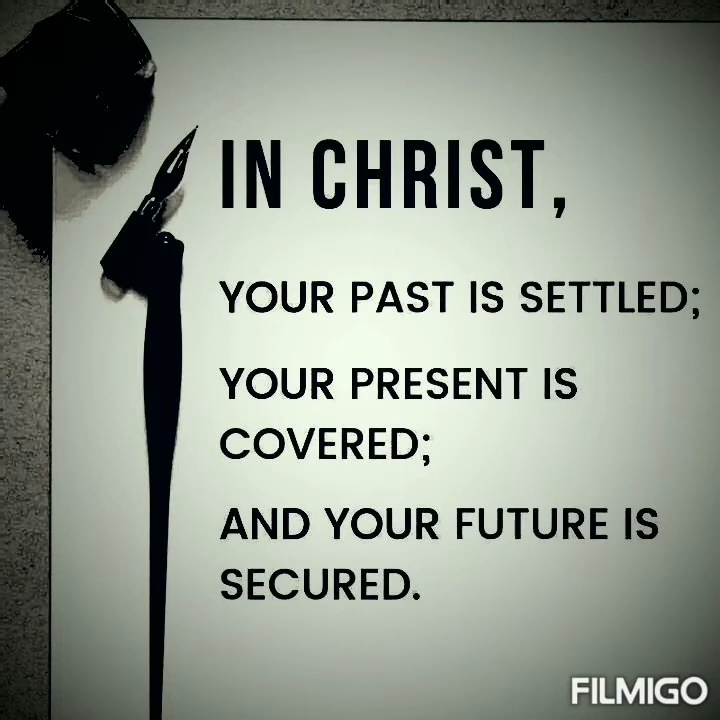 IN CHRIST,
YOUR PAST IS SETTLED;
YOUR PRESENT IS
COVERED;
AND YOUR FUTURE IS
SECURED.
FILMIGO